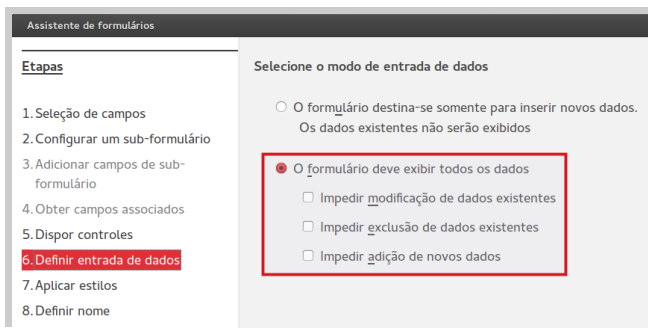 Assistente de formulários
Etapas
1. Seleção de campos
2. Configurar um sub-formulário
3. Adicionar campos de sub-
formulário
4. Obter campos associados
5. Dispor controles
6. Definir entrada de dados
7. Aplicar estilos
8. Definir nome
Selecione o modo de entrada de dados
O formulário destina-se somente para inserir novos dados.
Os dados existentes não serão exibidos
O formulário deve exibir todos os dados
Impedir modificação de dados existentes
Impedir exclusão de dados existentes
Impedir adição de novos dados